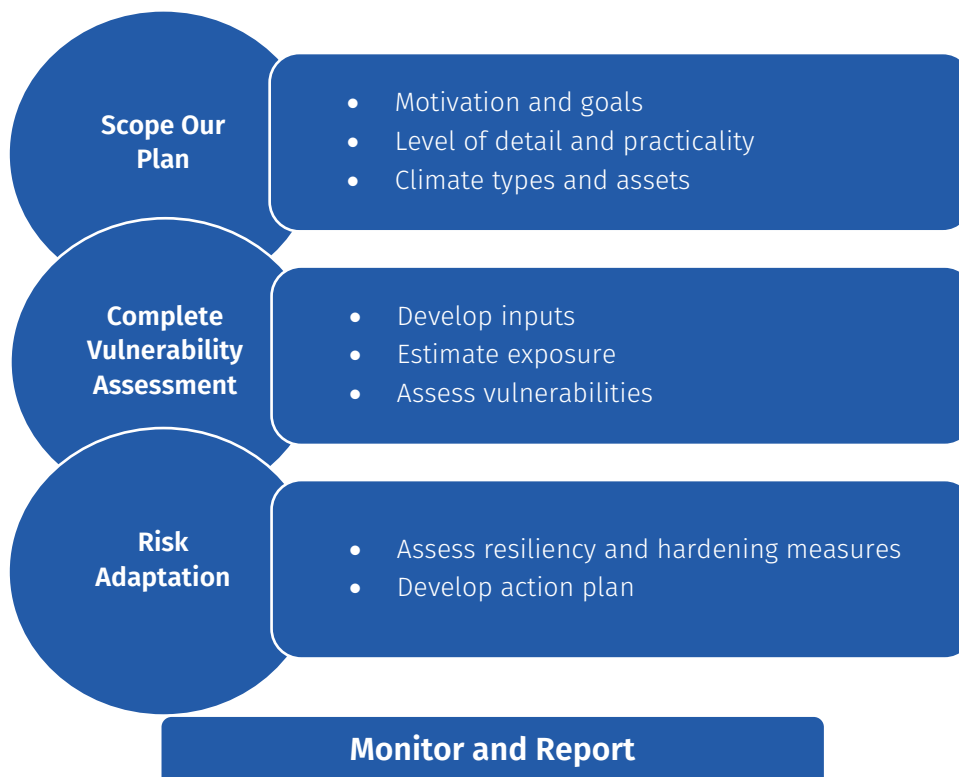 Scope Our
Plan
• Motivation and goals
• Level of detail and practicality
• Climate types and assets
Complete
Vulnerability
Assessment
• Develop inputs
• Estimate exposure
• Assess vulnerabilities
Risk
Adaptation
• Assess resiliency and hardening measures
• Develop action plan
Monitor and Report